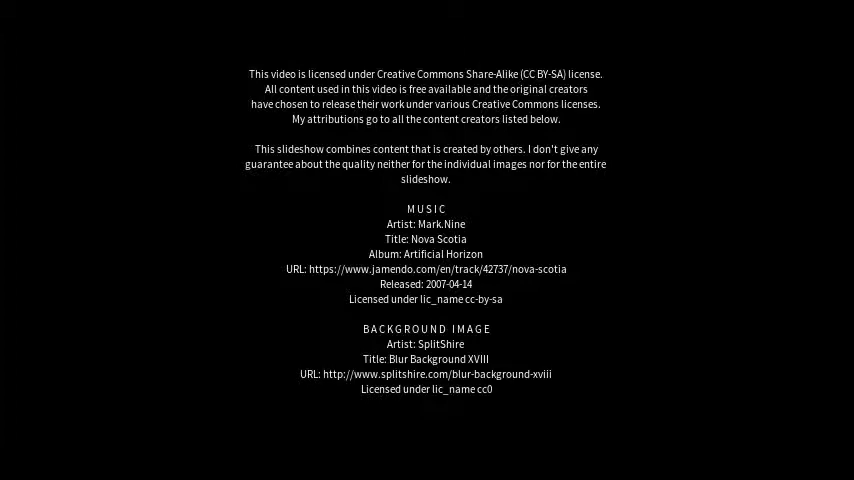 This video is licensed under Creative Commons Share-Alike (CC BY-SA) license.
All content used in this video is free available and the original creators
have chosen to release their work under various Creative Commons licenses.
My attributions go to all the content creators listed below.
This slideshow combines content that is created by others. I don't give any
guarantee about the quality neither for the individual images nor for the entire
slideshow.
MUSIC
Artist: Mark.Nine
Title: Nova Scotia
Album: Artificial Horizon
URL: https://www.jamendo.com/en/track/42737/nova-scotia
Released: 2007-04-14
Licensed under lic_name cc-by-sa
BACKGROUND IMAGE
Artist: SplitShire
Title: Blur Background XVIII
URL: http://www.splitshire.com/blur-background-xviii
Licensed under lic_name cc0